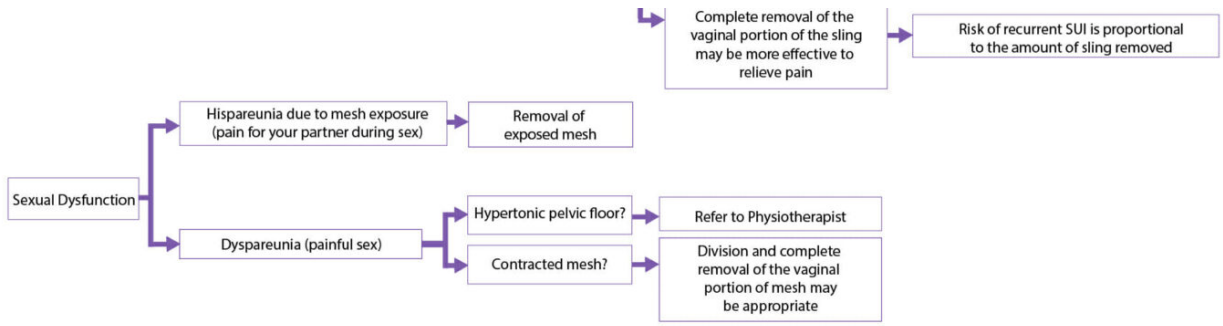 Complete removal of the
vaginal portion of the sling
may be more effective to
relieve pain
Risk of recurrent SUI is proportional
to the amount of sling removed
Hispareunia due to mesh exposure
(pain for your partner during sex)
Removal of
exposed mesh
Sexual Dysfunction
Dyspareunia (painful sex)
Hypertonic pelvic floor?
Refer to Physiotherapist
Contracted mesh?
Division and complete
removal of the vaginal
portion of mesh may
be appropriate